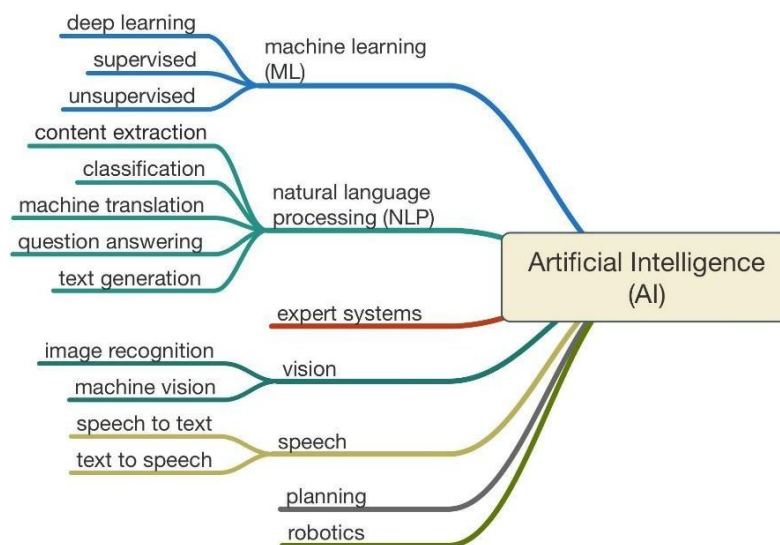 deep learning
supervised
unsupervised
machine learning
(ML)
content extraction
classification
machine translation
question answering
text generation
natural language
processing (NLP)
expert systems
image recognition
machine vision
vision
speech to text
text to speech
speech
planning
robotics
Artificial Intelligence
(AI)